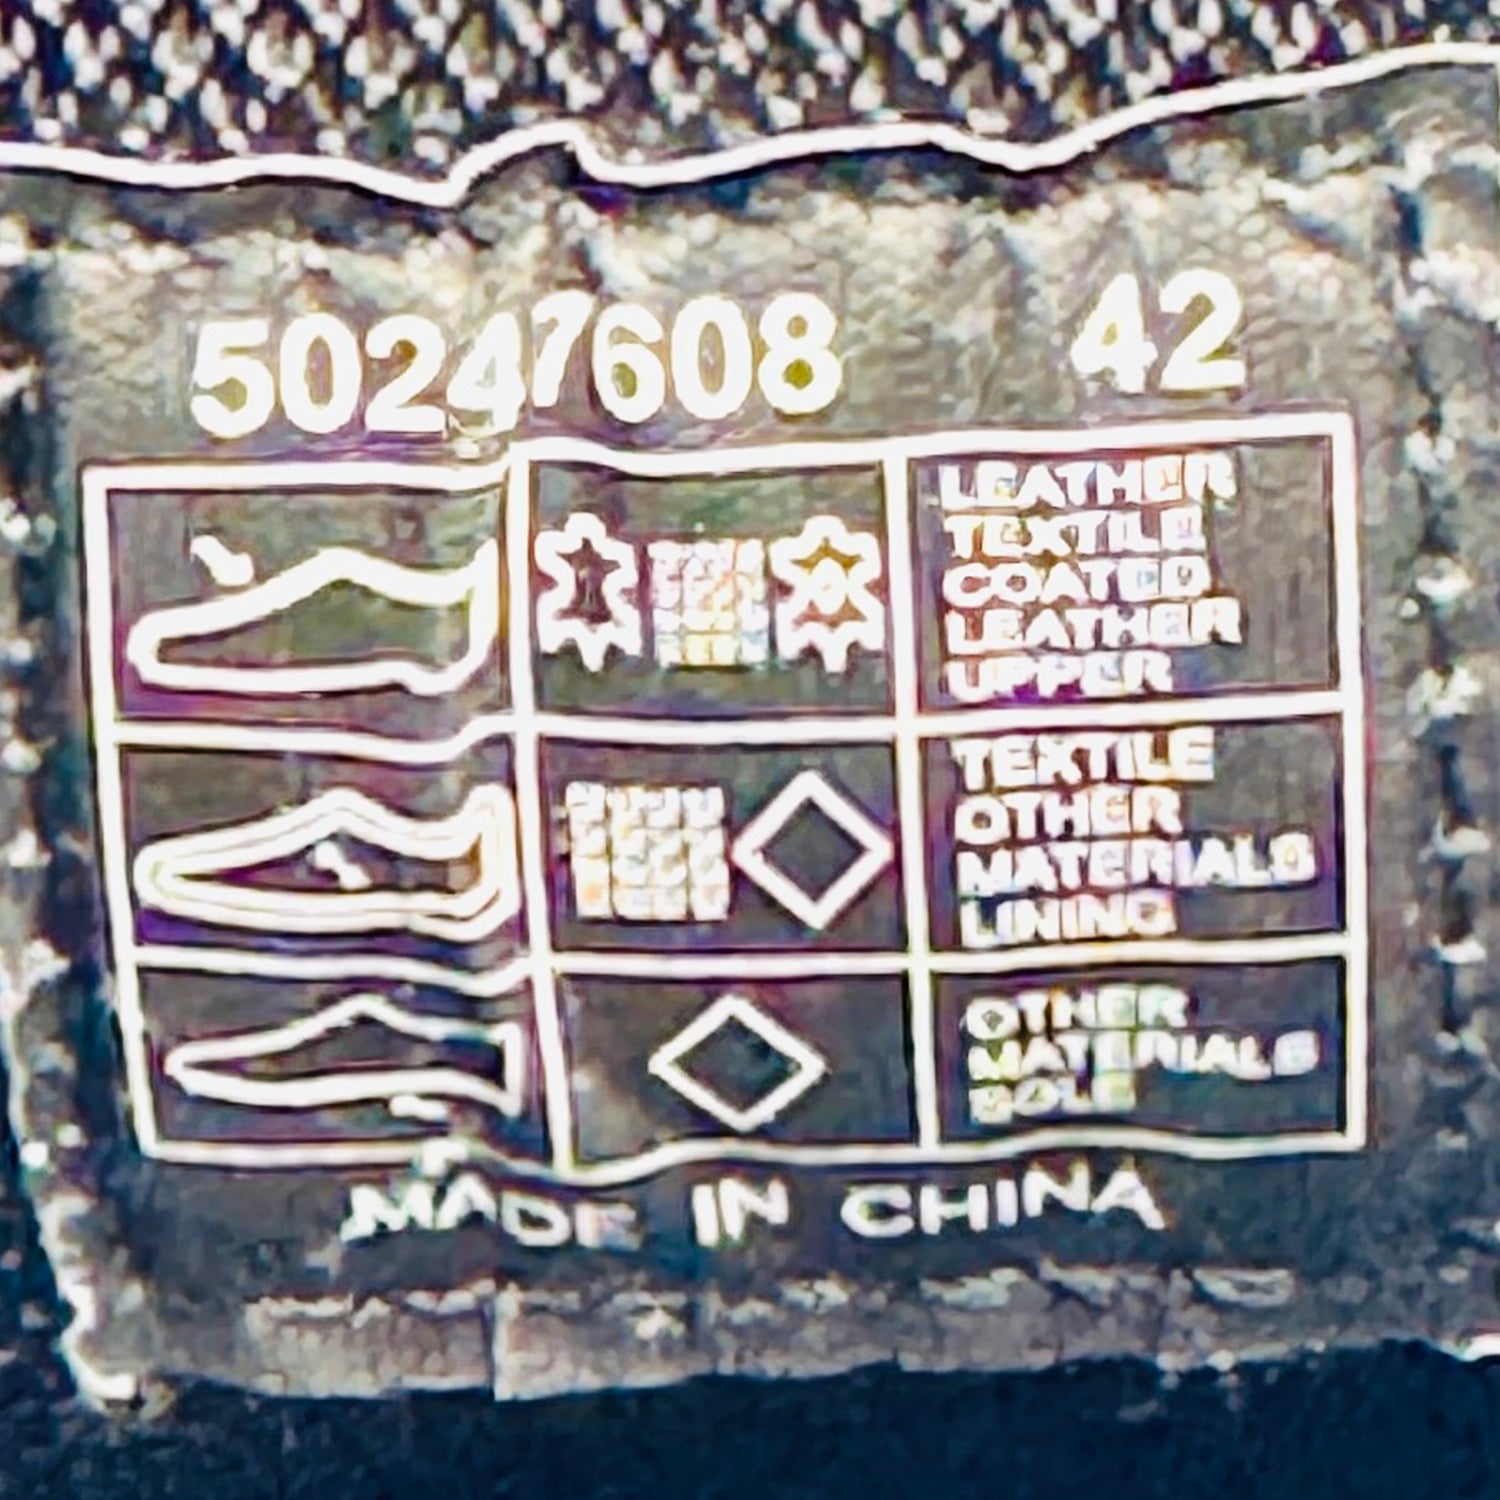 50247608 42
LEATHER
TEXTILE
COATED
LEATHER
UPPER
TEXTILE
OTHER
MATERIALS
LINING
OTHER
MATERIALS
SOLE
MADE IN CHINA